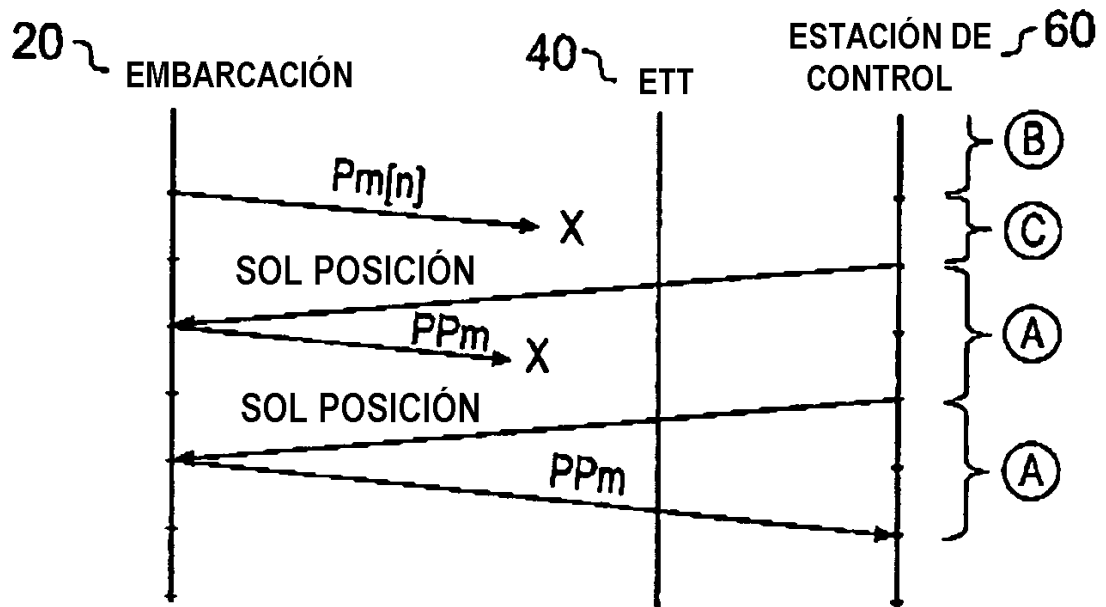 20
EMBARCACIÓN
40
ETT
ESTACIÓN DE
CONTROL
60
B
Pm[n]
X
C
SOL POSICIÓN
PPm
X
A
SOL POSICIÓN
PPm
A